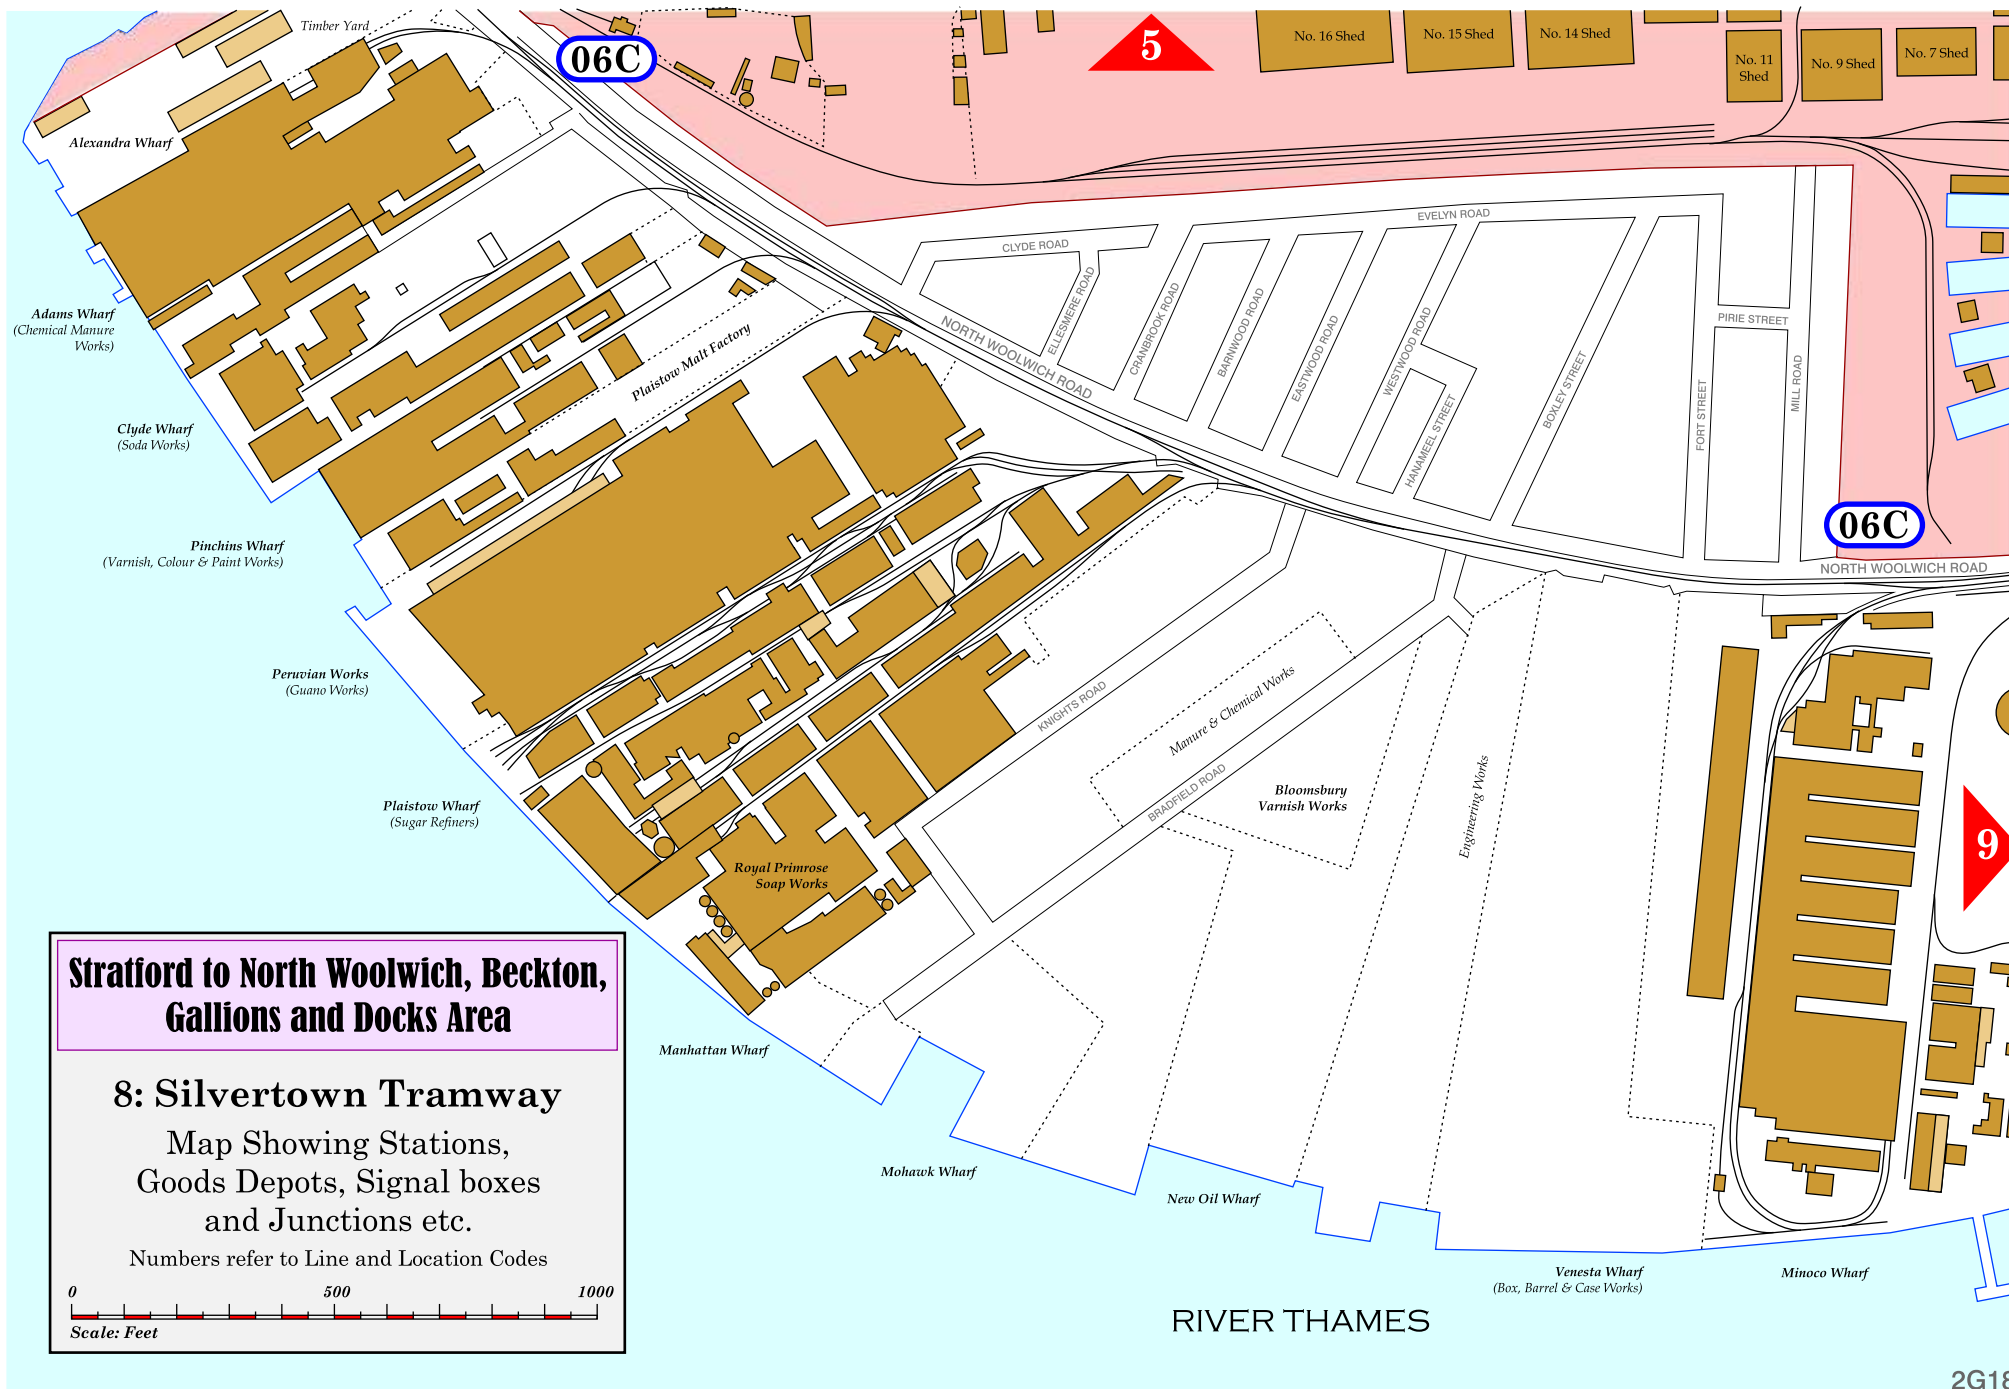 Timber Yard
06C
5
No. 16 Shed
No. 15 Shed
No. 14 Shed
No. 11
Shed
No. 9 Shed
No. 7 Shed
Alexandra Wharf
Adams Wharf
(Chemical Manure
Works)
Clyde Wharf
(Soda Works)
Pinchins Wharf
(Varnish, Colour & Paint Works)
Peruvian Works
(Guano Works)
Plaistow Wharf
(Sugar Refiners)
Plaistow Malt Factory
CLYDE ROAD
ELLESMERE ROAD
NORTH WOOLWICH ROAD
EVELYN ROAD
CRANBROOK ROAD
BARNWOOD ROAD
EASTWOOD ROAD
WESTWOOD ROAD
HANAMEEL STREET
BOXLEY STREET
FORT STREET
PIRIE STREET
MILL ROAD
06C
NORTH WOOLWICH ROAD
KNIGHTS ROAD
Manure & Chemical Works
BRADFIELD ROAD
Bloomsbury
Varnish Works
Engineering Works
9
Royal Primrose
Soap Works
Manhattan Wharf
Mohawk Wharf
New Oil Wharf
Venesta Wharf
(Box, Barrel & Case Works)
Minoco Wharf
RIVER THAMES
Stratford to North Woolwich, Beckton,
Gallions and Docks Area
8: Silvertown Tramway
Map Showing Stations,
Goods Depots, Signal boxes
and Junctions etc.
Numbers refer to Line and Location Codes
0 500 1000
Scale: Feet
2G18